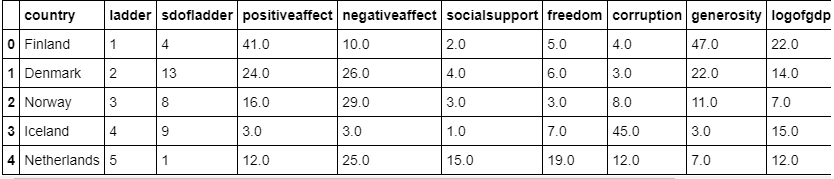 country ladder sdofladder positiveaffect negativeaffect socialsupport freedom corruption generosity logofgdp
0 Finland 1 4 41.0 10.0 2.0 5.0 4.0 47.0 22.0
1 Denmark 2 13 24.0 26.0 4.0 6.0 3.0 22.0 14.0
2 Norway 3 8 16.0 29.0 3.0 3.0 8.0 11.0 7.0
3 Iceland 4 9 3.0 3.0 1.0 7.0 45.0 3.0 15.0
4 Netherlands 5 1 12.0 25.0 15.0 19.0 12.0 7.0 12.0